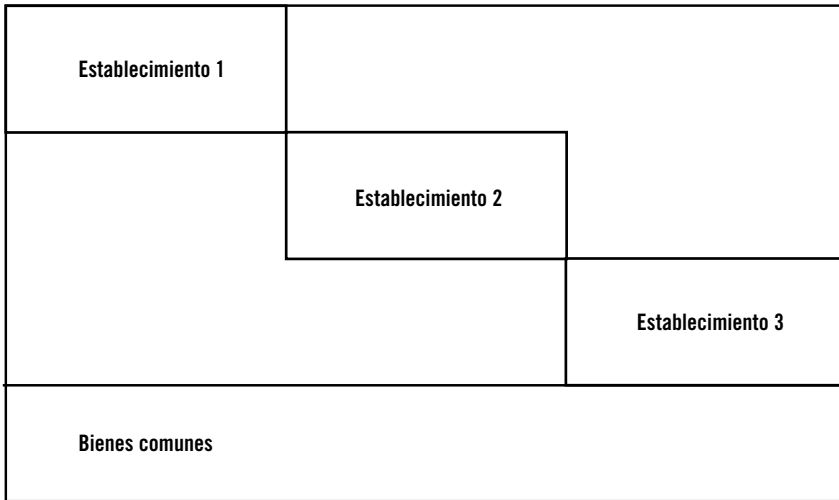 Establecimiento 1
Establecimiento 2
Establecimiento 3
Bienes comunes